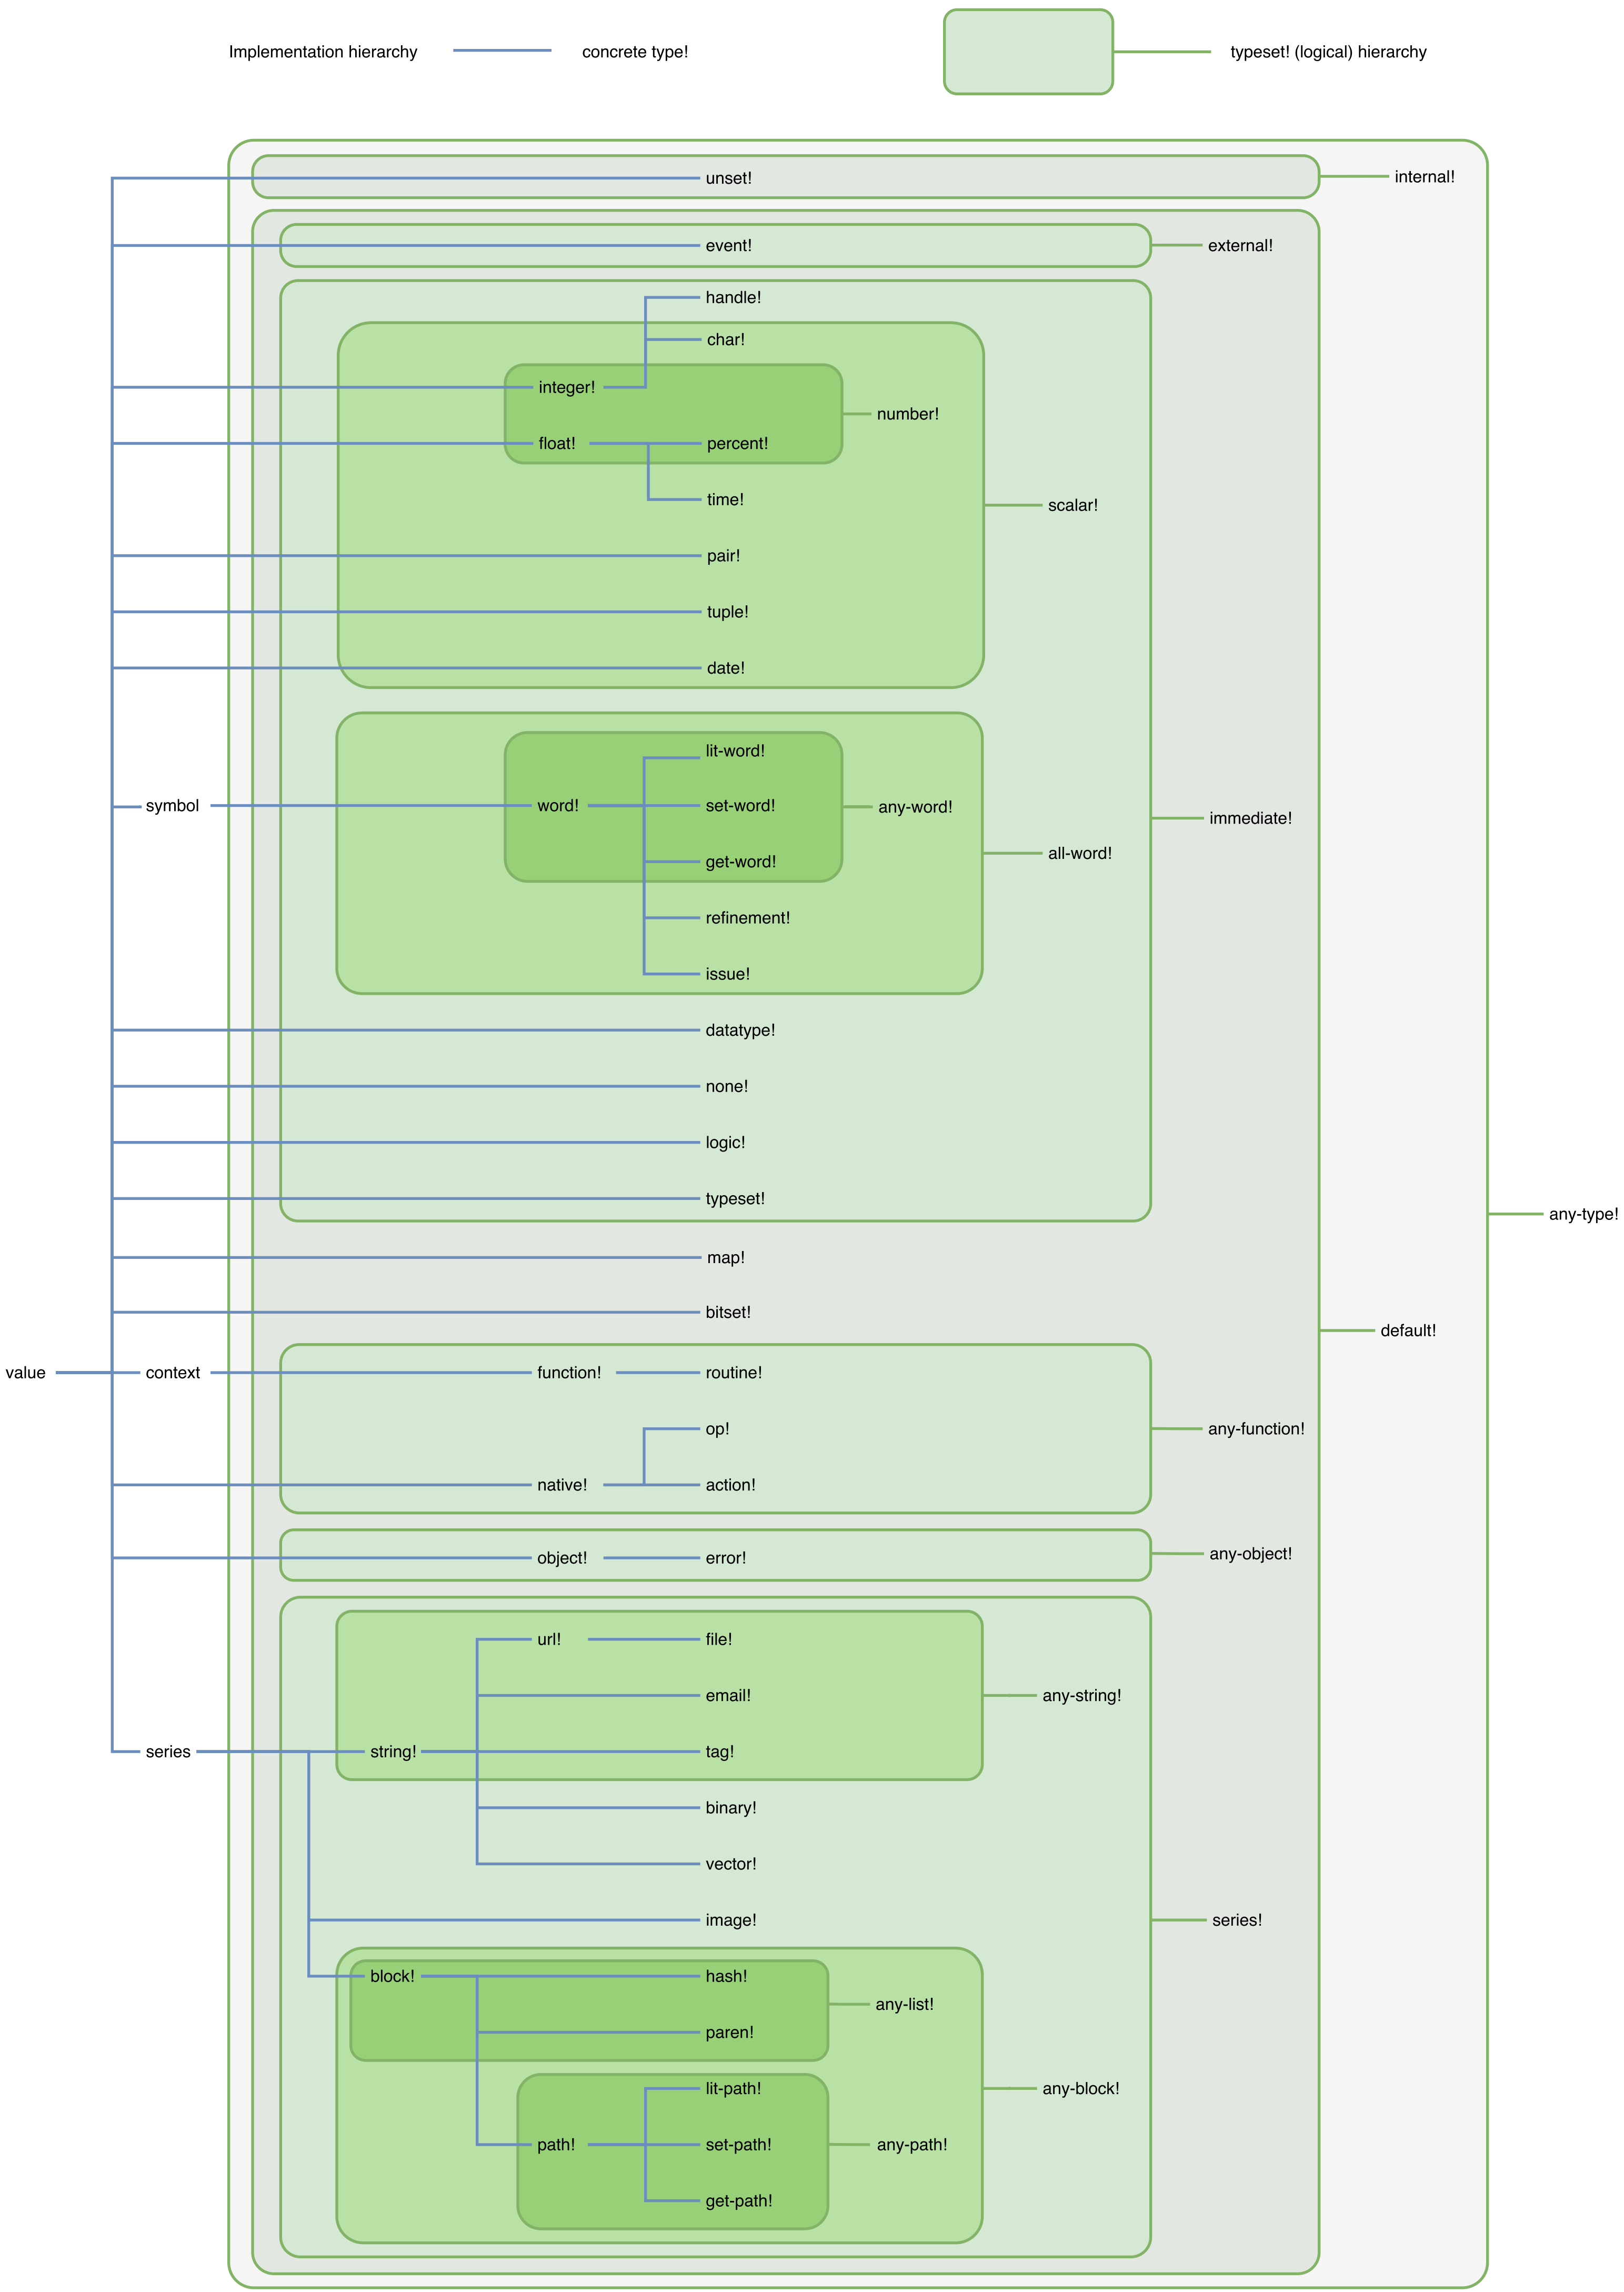 Implementation hierarchy
concrete type!
typeset! (logical) hierarchy
unset!
internal!
event!
external!
handle!
char!
integer!
number!
float!
percent!
time!
scalar!
pair!
tuple!
date!
lit-word!
symbol
word!
set-word!
any-word!
immediate!
all-word!
get-word!
refinement!
issue!
datatype!
none!
logic!
typeset!
any-type!
map!
bitset!
default!
value
context
function!
routine!
op!
any-function!
native!
action!
object!
error!
any-object!
url!
file!
email!
any-string!
series
string!
tag!
binary!
vector!
image!
series!
block!
hash!
any-list!
paren!
lit-path!
any-block!
path!
set-path!
any-path!
get-path!